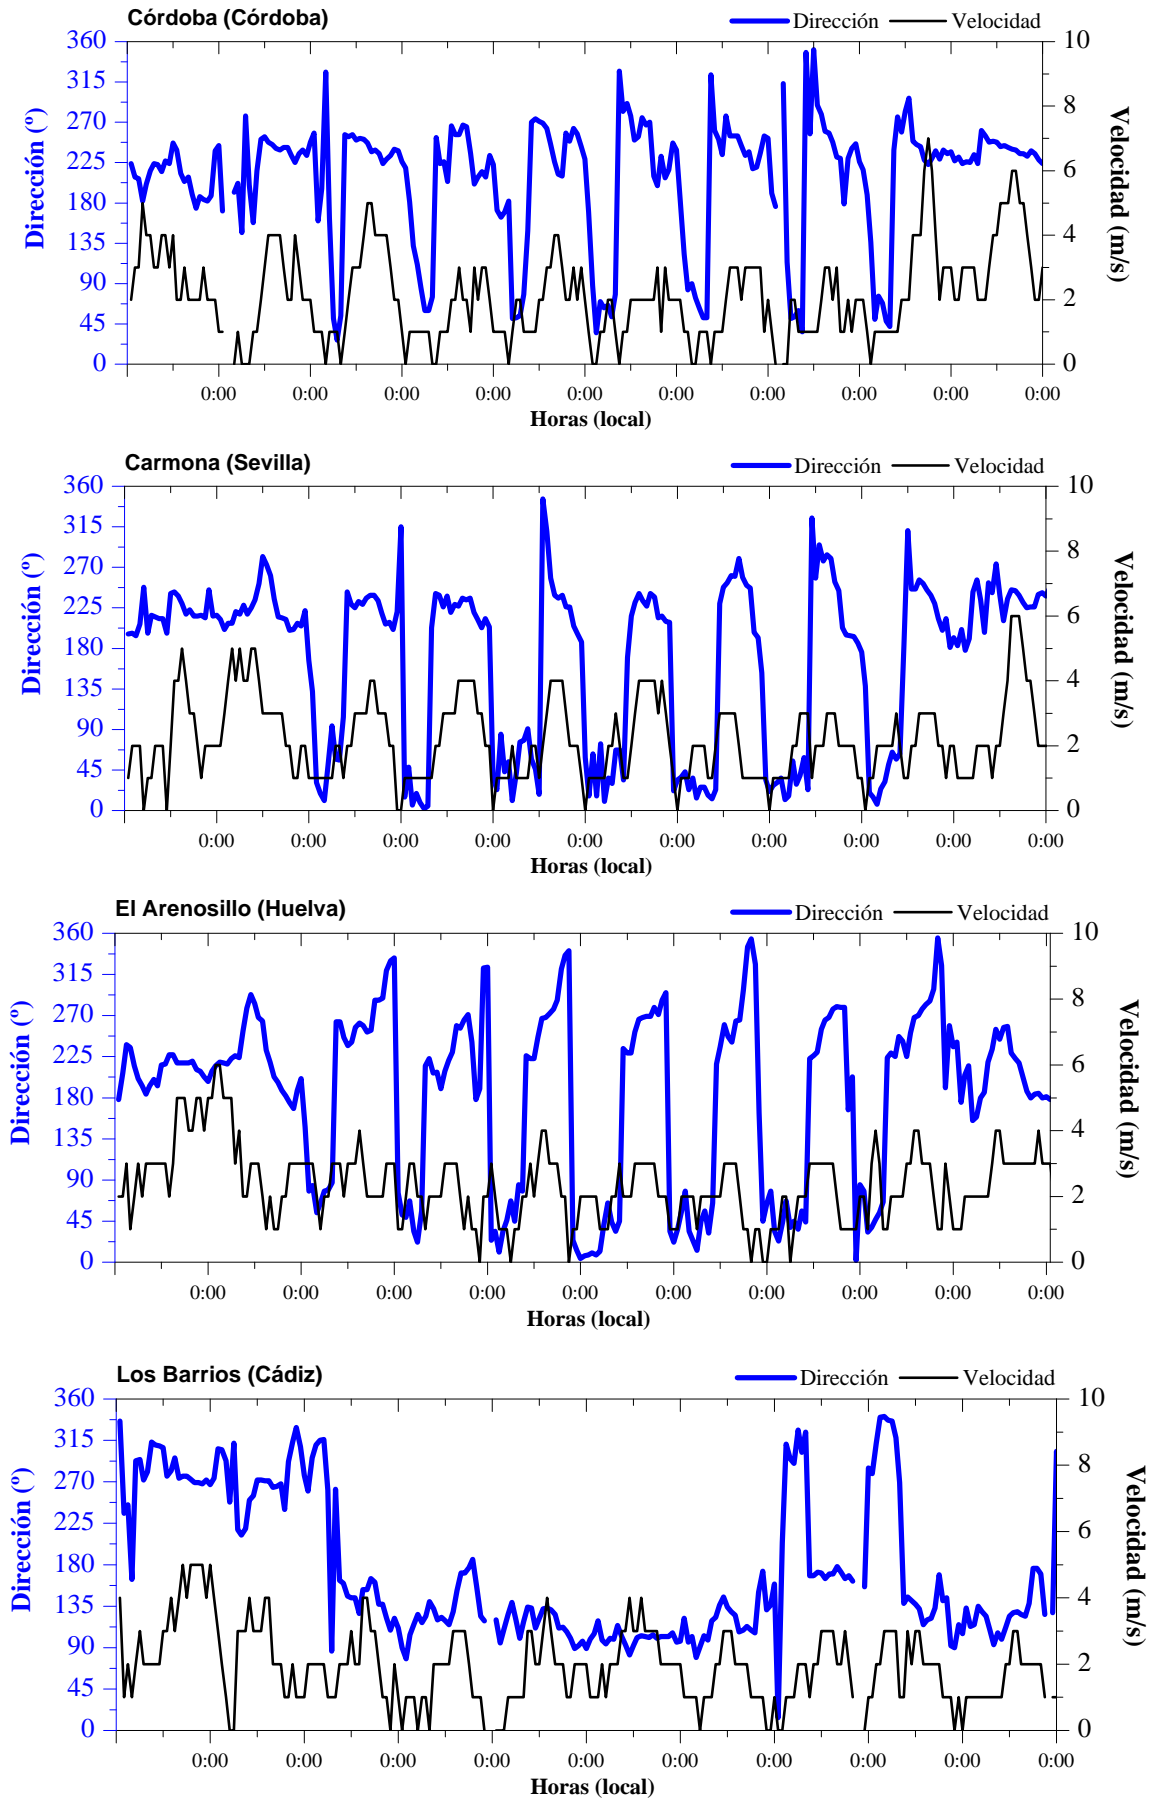 Córdoba (Córdoba)
Dirección Velocidad
360 315 270 225 180 135 90 45 0
Dirección (º)
10 8 6 4 2 0
Velocidad (m/s)
0:00 0:00 0:00 0:00 0:00 0:00 0:00 0:00 0:00 0:00
Horas (local)
Carmona (Sevilla)
Dirección Velocidad
360 315 270 225 180 135 90 45 0
Dirección (º)
10 8 6 4 2 0
Velocidad (m/s)
0:00 0:00 0:00 0:00 0:00 0:00 0:00 0:00 0:00 0:00
Horas (local)
El Arenosillo (Huelva)
Dirección Velocidad
360 315 270 225 180 135 90 45 0
Dirección (º)
10 8 6 4 2 0
Velocidad (m/s)
0:00 0:00 0:00 0:00 0:00 0:00 0:00 0:00 0:00 0:00
Horas (local)
Los Barrios (Cádiz)
Dirección Velocidad
360 315 270 225 180 135 90 45 0
Dirección (º)
10 8 6 4 2 0
Velocidad (m/s)
0:00 0:00 0:00 0:00 0:00 0:00 0:00 0:00 0:00 0:00
Horas (local)